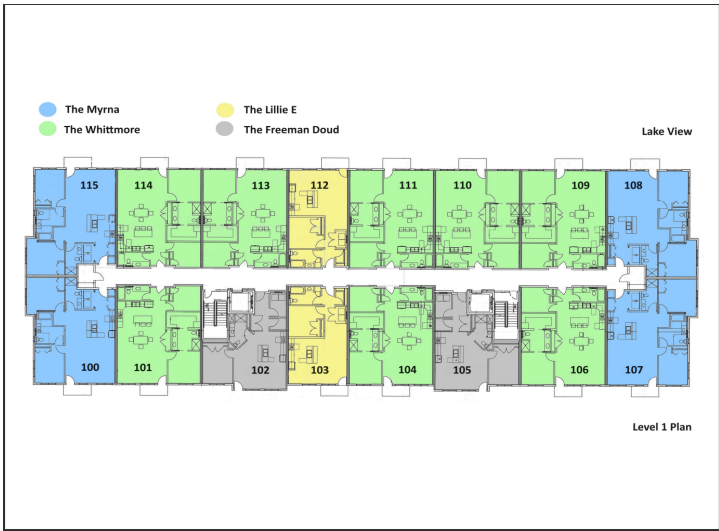 The Myrna
The Lillie E
The Whittmore
The Freeman Doud
Lake View
115
114
113
112
111
110
109
108
100
101
102
103
104
105
106
107
Level 1 Plan